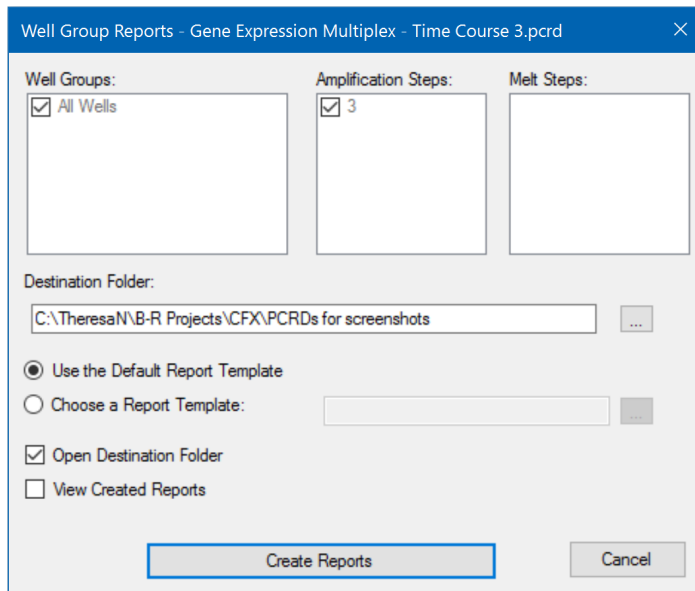 Well Group Reports - Gene Expression Multiplex - Time Course 3.pcrd
Well Groups:
Amplification Steps:
Melt Steps:
All Wells
3
Destination Folder:
C:\TheresaN\B-R Projects\CFX\PCRDs for screenshots
...
Use the Default Report Template
Choose a Report Template:
...
Open Destination Folder
View Created Reports
Create Reports
Cancel